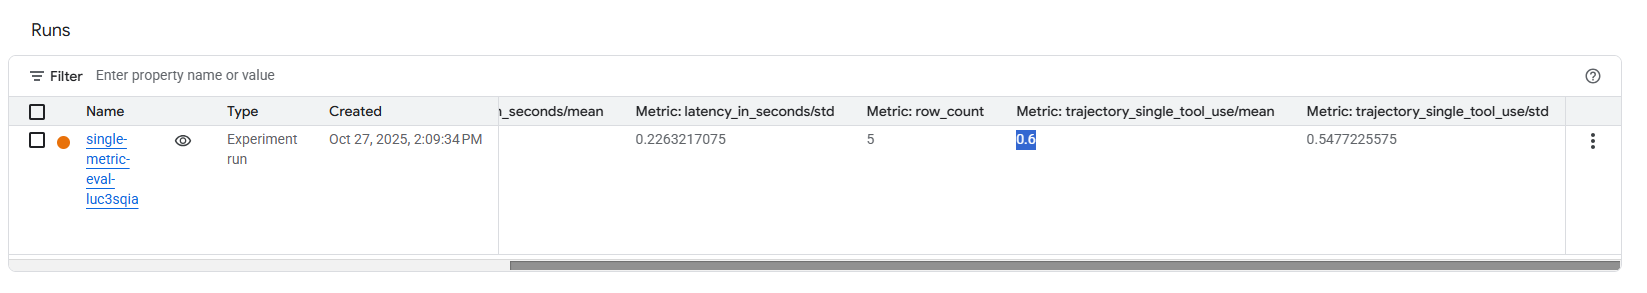 Runs
Filter Enter property name or value
Name Type Created n_seconds/mean Metric: latency_in_seconds/std Metric: row_count Metric: trajectory_single_tool_use/mean Metric: trajectory_single_tool_use/std
single- Experiment Oct 27, 2025, 2:09:34 PM 0.2263217075 5 0.6 0.5477225575
metric- run
eval-
luc3sqia